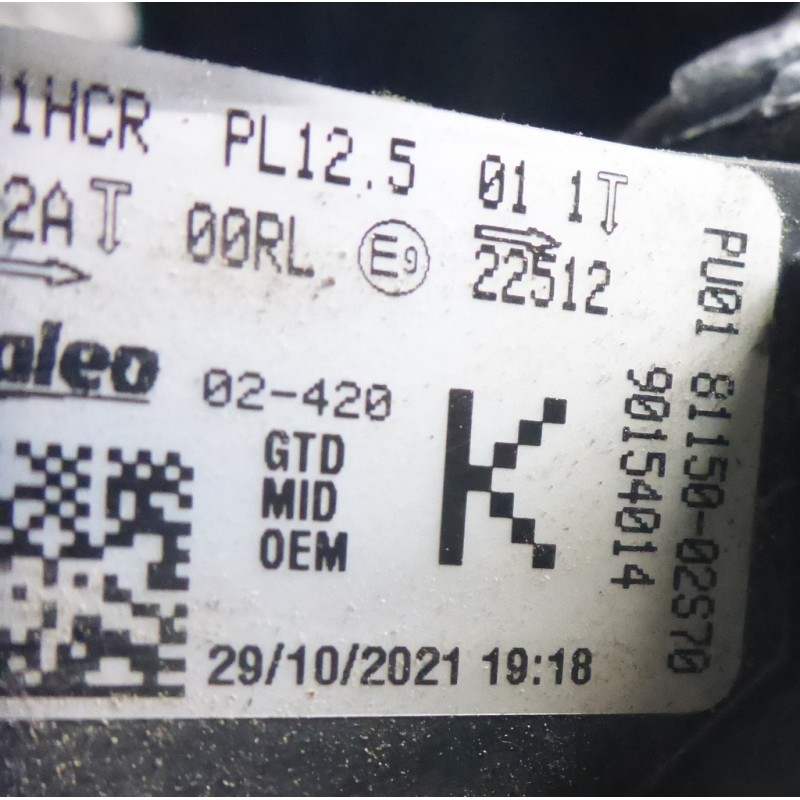 1HCR PL12.5 01 1T
2A 00RL E9 22512
aleo 02-420
GTD
MID
OEM
K
29/10/2021 19:18
PU01 81150-02S70
90154014